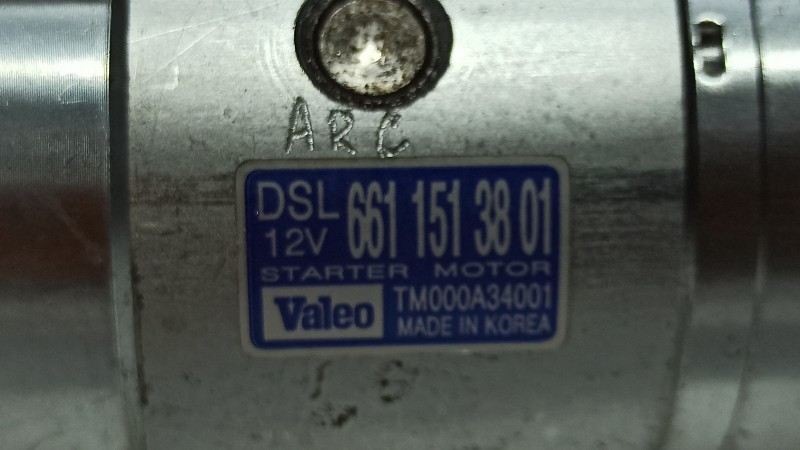 ARC
DSL 661 151 38 01
12V
STARTER MOTOR
Valeo TM000A34001
MADE IN KOREA